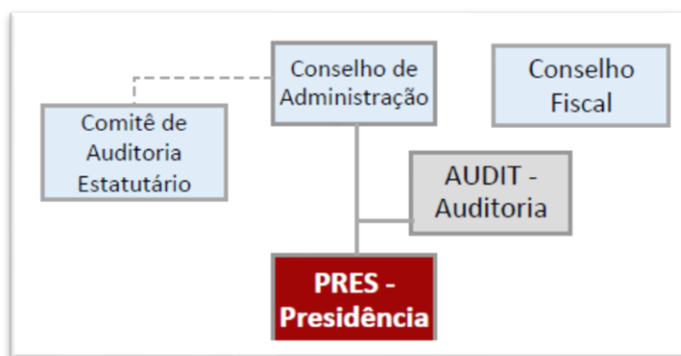 Conselho de
Administração
Conselho
Fiscal
Comitê de
Auditoria
Estatutário
AUDIT -
Auditoria
PRES -
Presidência